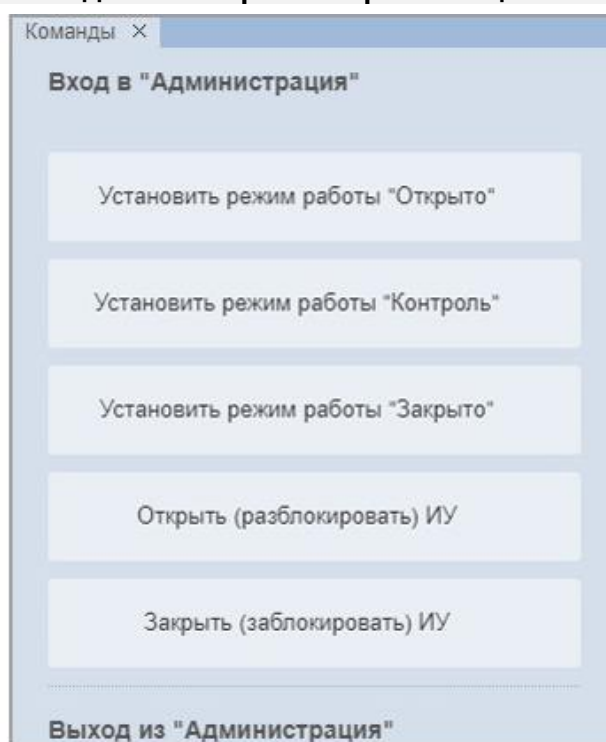 Команды ×
Вход в "Администрация"
Установить режим работы "Открыто"
Установить режим работы "Контроль"
Установить режим работы "Закрыто"
Открыть (разблокировать) ИУ
Закрыть (заблокировать) ИУ
Выход из "Администрация"